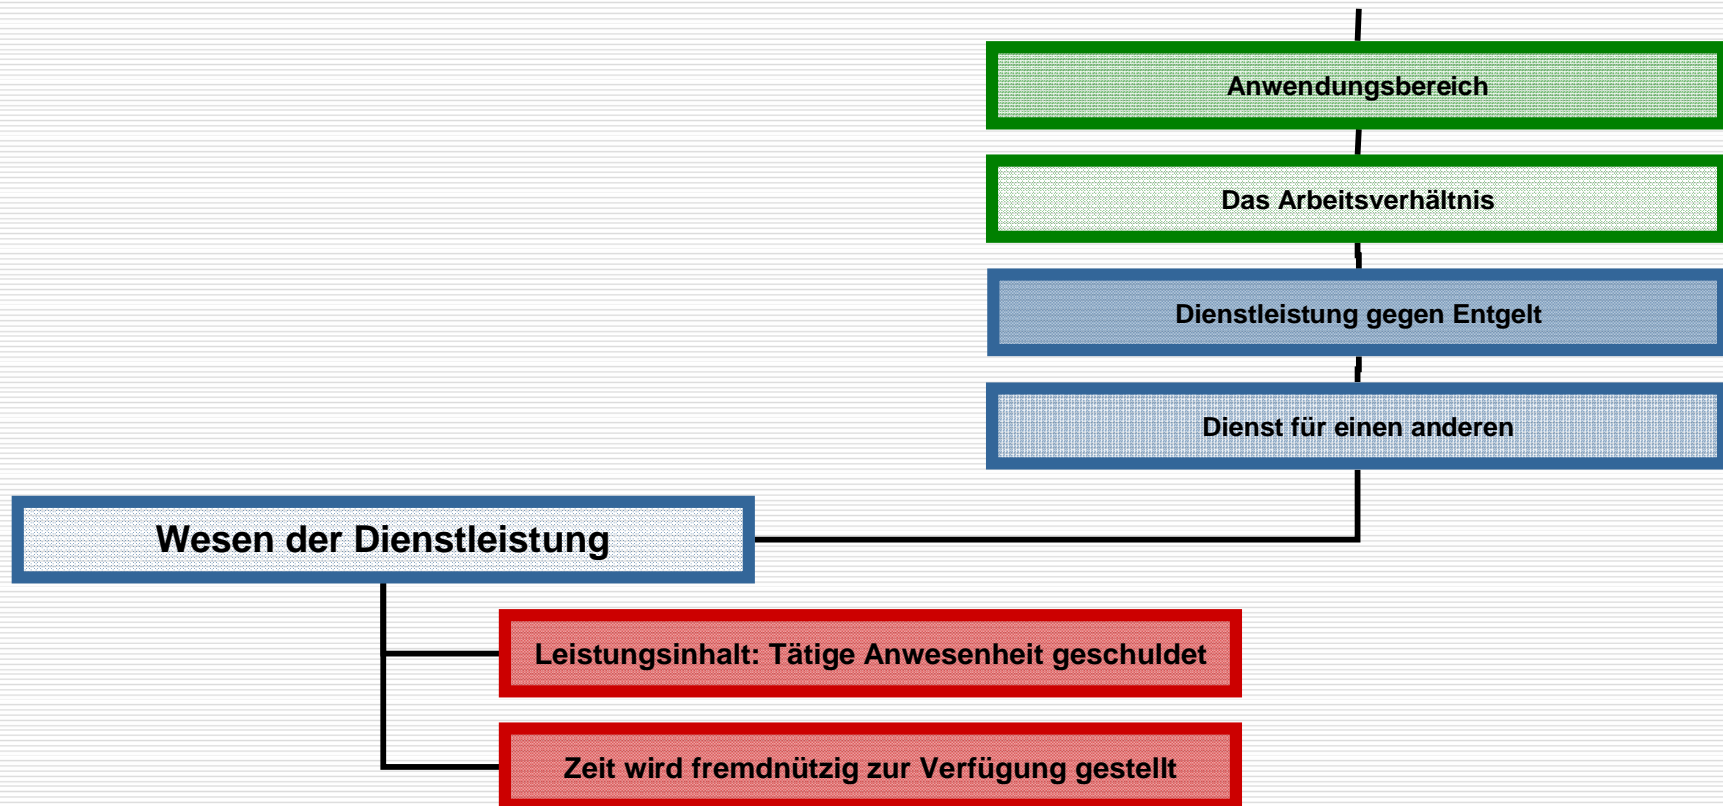 Anwendungsbereich
Das Arbeitsverhältnis
Dienstleistung gegen Entgelt
Dienst für einen anderen
Wesen der Dienstleistung
Leistungsinhalt: Tätige Anwesenheit geschuldet
Zeit wird fremdnützig zur Verfügung gestellt